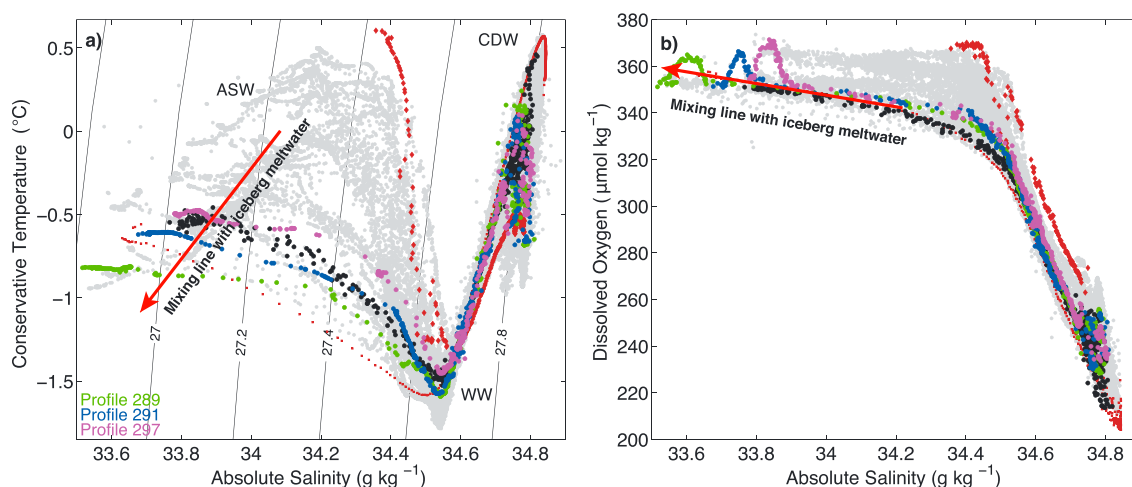 a)
CDW
ASW
WW
Mixing line with iceberg meltwater
27
27.2
27.4
27.8
Profile 289
Profile 291
Profile 297
0.5
0
−0.5
−1
−1.5
Conservative Temperature (°C)
33.6
33.8
34
34.2
34.4
34.6
34.8
Absolute Salinity (g kg −1)
b)
Mixing line with iceberg meltwater
380
360
340
320
300
280
260
240
220
200
Dissolved Oxygen (µmol kg−1)
33.6
33.8
34
34.2
34.4
34.6
34.8
Absolute Salinity (g kg −1)